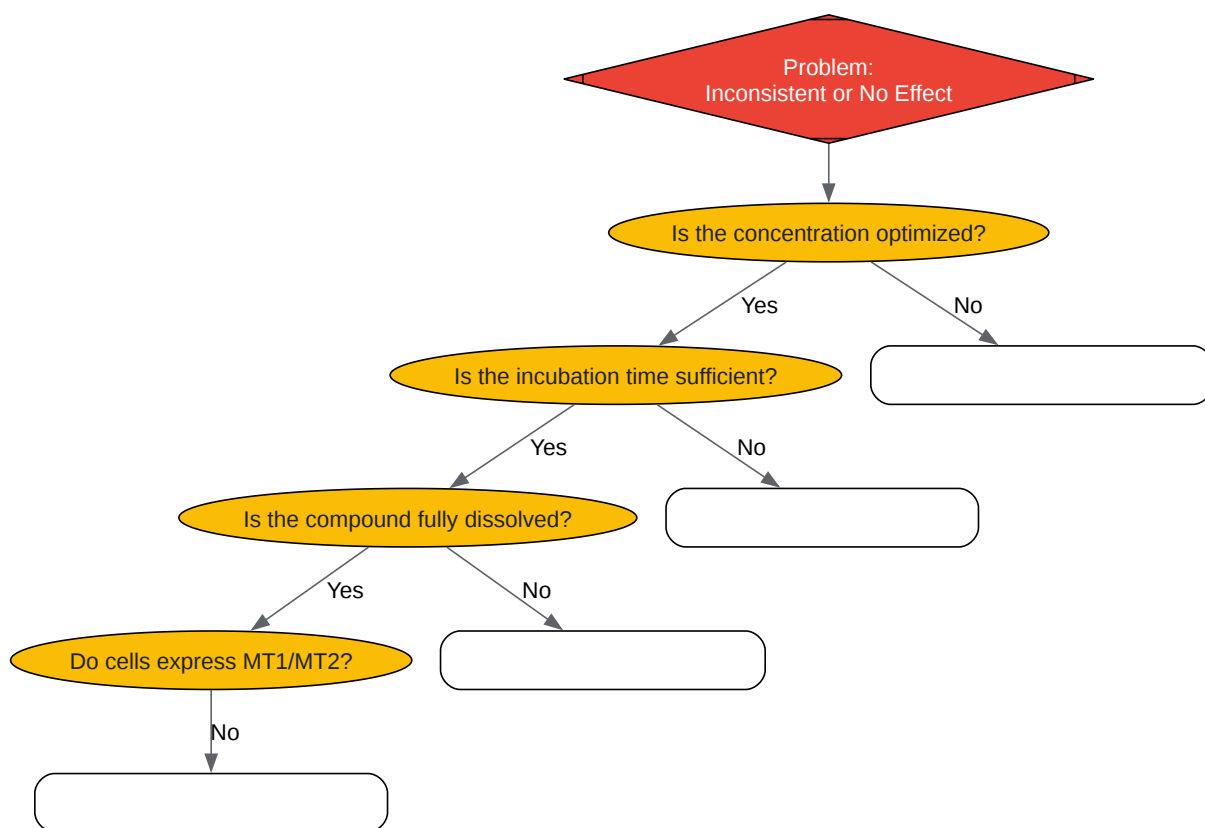 Problem:
Inconsistent or No Effect
Is the concentration optimized?
Yes
No
Is the incubation time sufficient?
Yes
No
Is the compound fully dissolved?
Yes
No
Do cells express MT1/MT2?
No